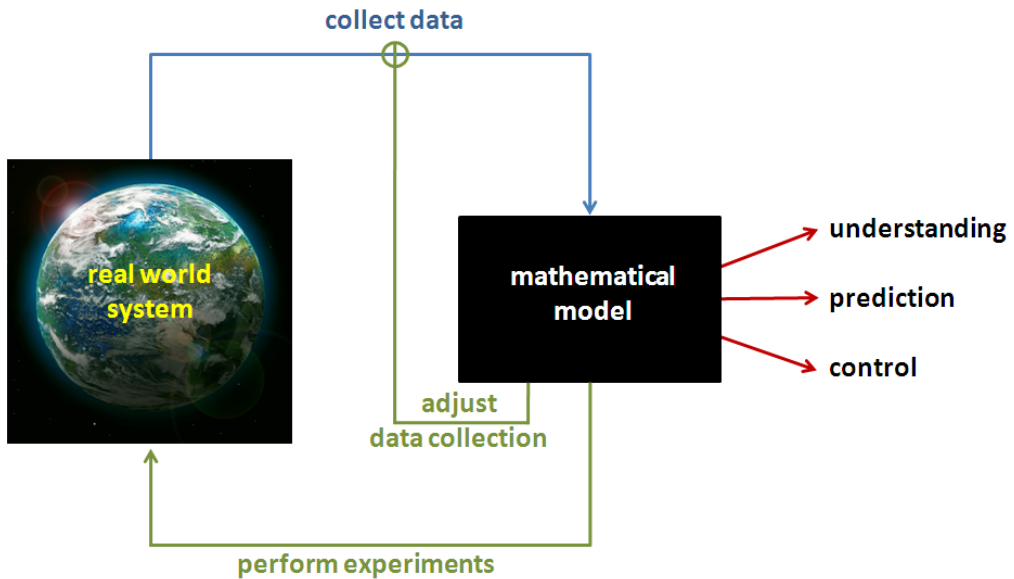 collect data
real world
system
mathematical
model
understanding
prediction
control
adjust
data collection
perform experiments